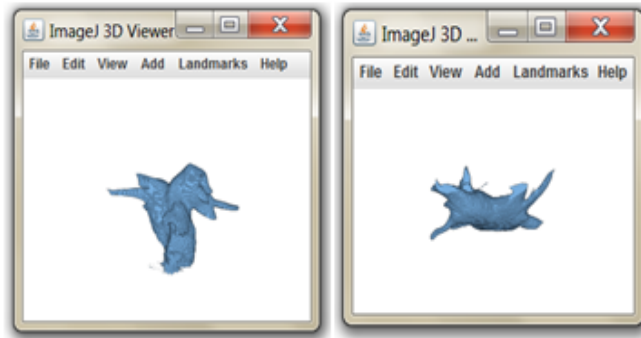 ImageJ 3D Viewer
File Edit View Add Landmarks Help
ImageJ 3D ...
File Edit View Add Landmarks Help